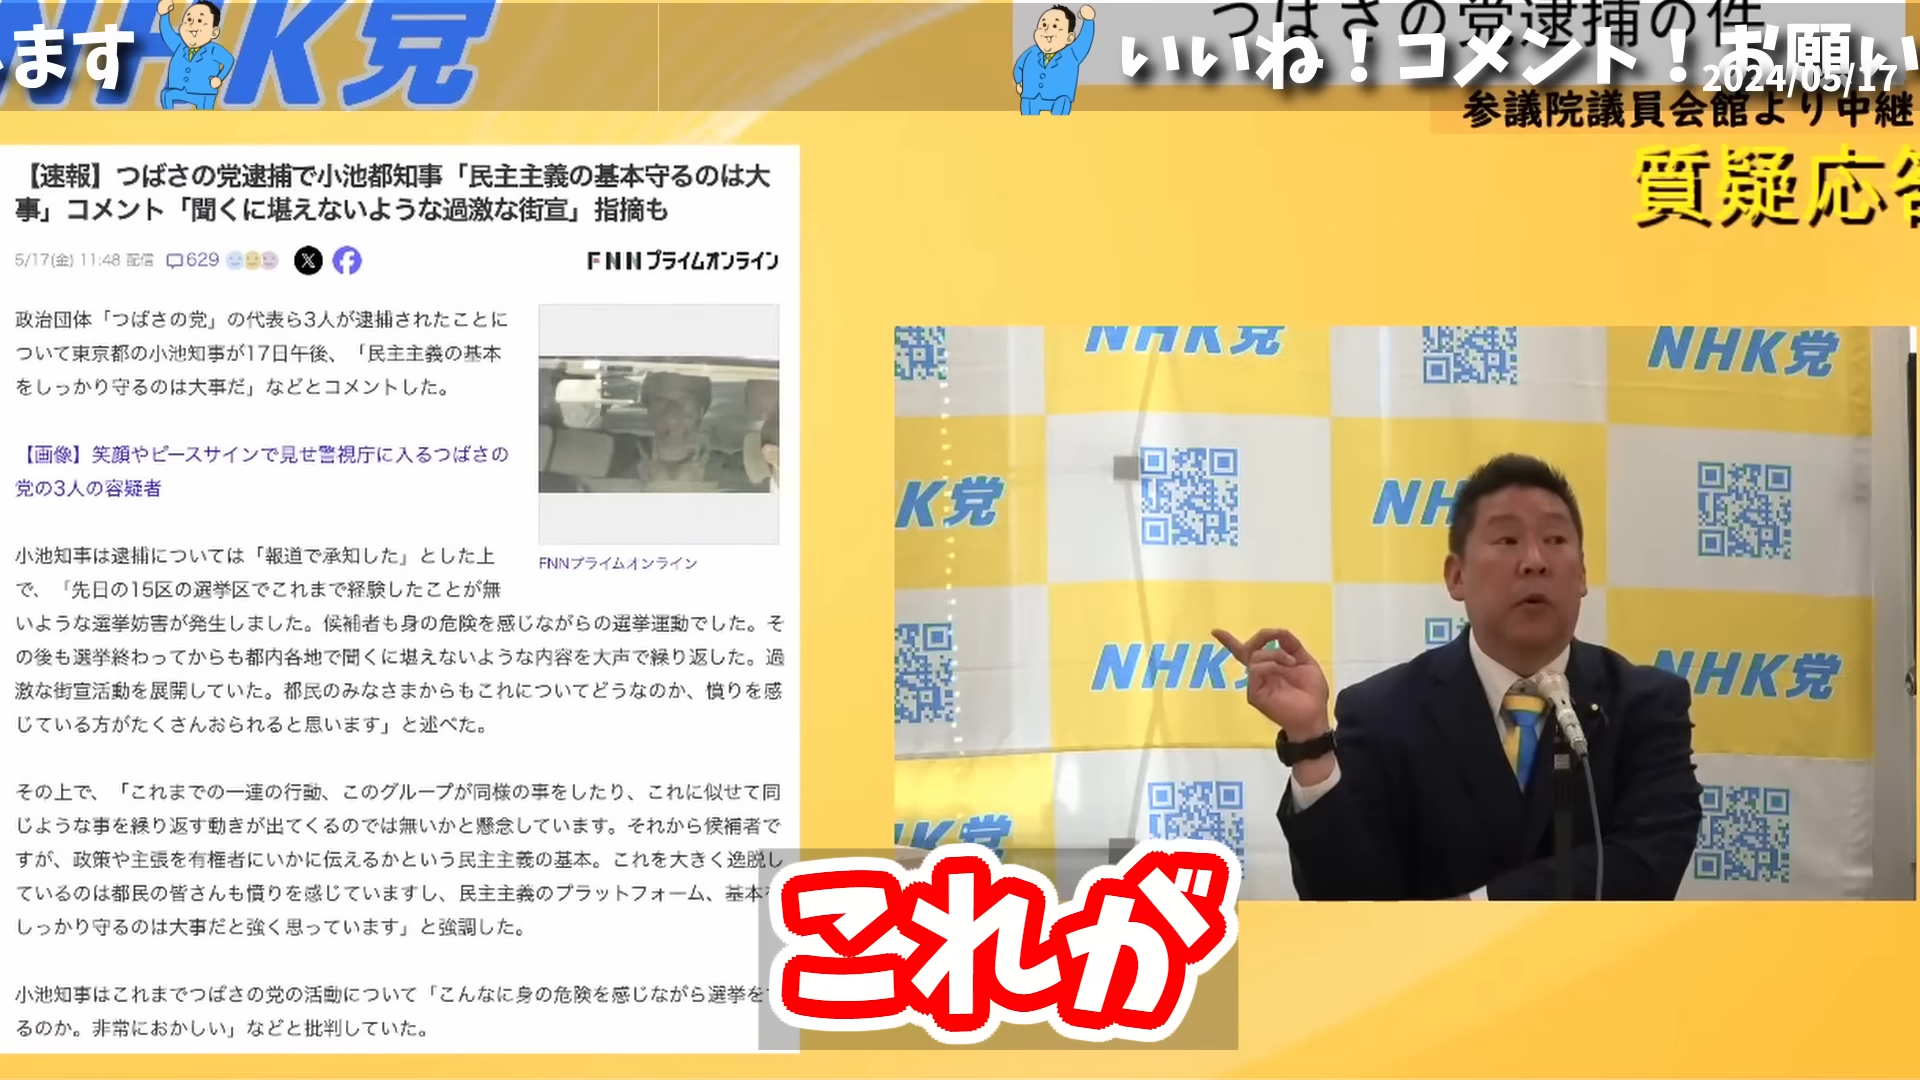 います
NHK党
つばさの党逮捕の件
いいね！コメント！お願い
2024/05/17
参議院議員会館より中継
質疑応答
【速報】つばさの党逮捕で小池都知事「民主主義の基本守るのは大
事」コメント「聞くに堪えないような過激な街宣」指摘も
5/17(金) 11:48 配信 629
FNNプライムオンライン
政治団体「つばさの党」の代表ら3人が逮捕されたことに
ついて東京都の小池知事が17日午後、「民主主義の基本
をしっかり守るのは大事だ」などとコメントした。
【画像】笑顔やピースサインで見せ警視庁に入るつばさの
党の3人の容疑者
FNNプライムオンライン
小池知事は逮捕については「報道で承知した」とした上
で、「先日の15区の選挙区でこれまで経験したことが無
いような選挙妨害が発生しました。候補者も身の危険を感じながらの選挙運動でした。そ
の後も選挙終わってからも都内各地で聞くに堪えないような内容を大声で繰り返した。過
激な街宣活動を展開していた。都民のみなさまからもこれについてどうなのか、憤りを感
じている方がたくさんおられると思います」と述べた。
その上で、「これまでの一連の行動、このグループが同様の事をしたり、これに似せて同
じような事を繰り返す動きが出てくるのでは無いかと懸念しています。それから候補者で
すが、政策や主張を有権者にいかに伝えるかという民主主義の基本。これを大きく逸脱し
ているのは都民の皆さんも憤りを感じていますし、民主主義のプラットフォーム、基本を
しっかり守るのは大事だと強く思っています」と強調した。
小池知事はこれまでつばさの党の活動について「こんなに身の危険を感じながら選挙をす
るのか。非常におかしい」などと批判していた。
NHK党
NHK党
K党
NH
NHK
NHK党
K党
これが